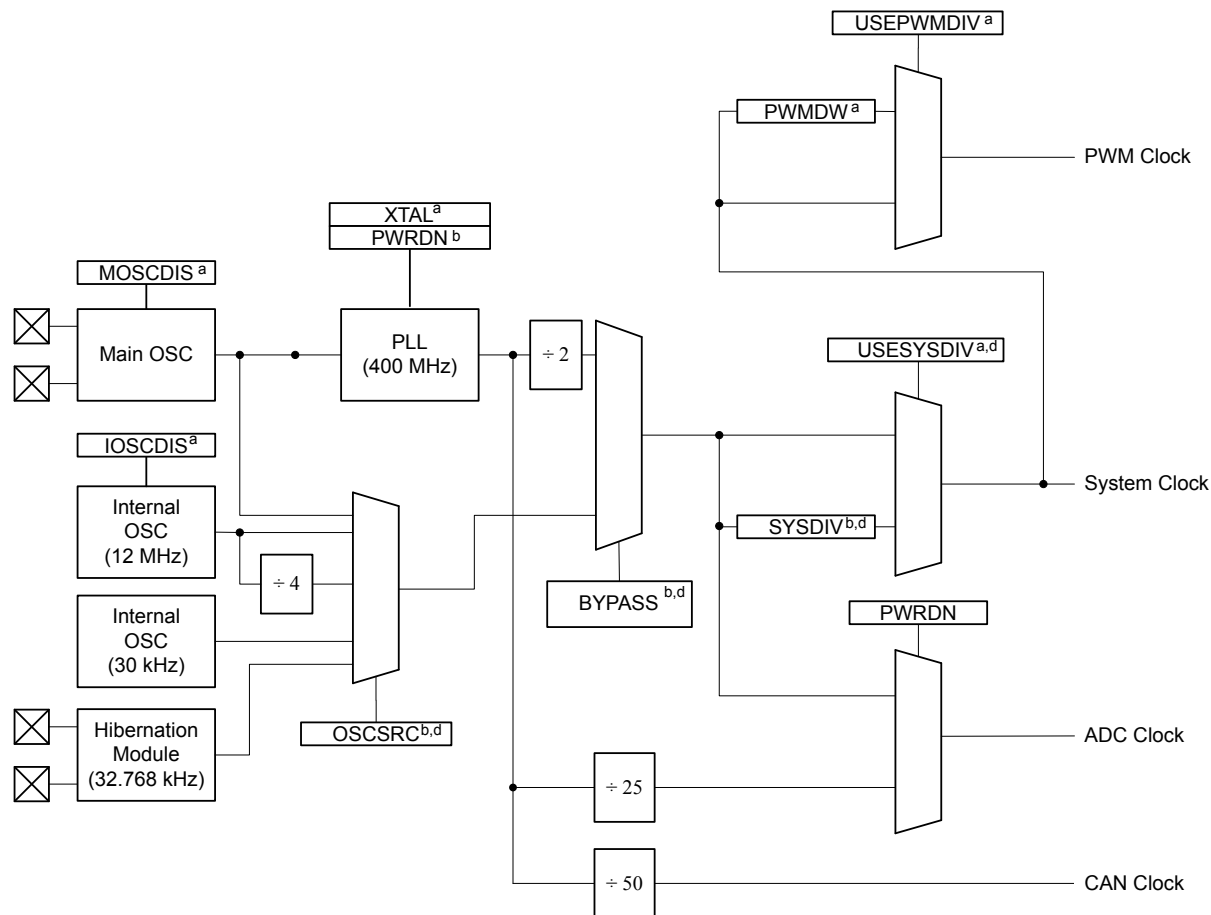 USEPWMDIV a
PWMDW a
PWM Clock
XTAL a
PWRDN b
MOSCDIS a
Main OSC
PLL
(400 MHz)
÷ 2
USESYSDIV a,d
IOSCDIS a
Internal
OSC
(12 MHz)
÷ 4
System Clock
SYSDIV b,d
BYPASS b,d
Internal
OSC
(30 kHz)
PWRDN
OSCSRC b,d
Hibernation
Module
(32.768 kHz)
ADC Clock
÷ 25
÷ 50
CAN Clock